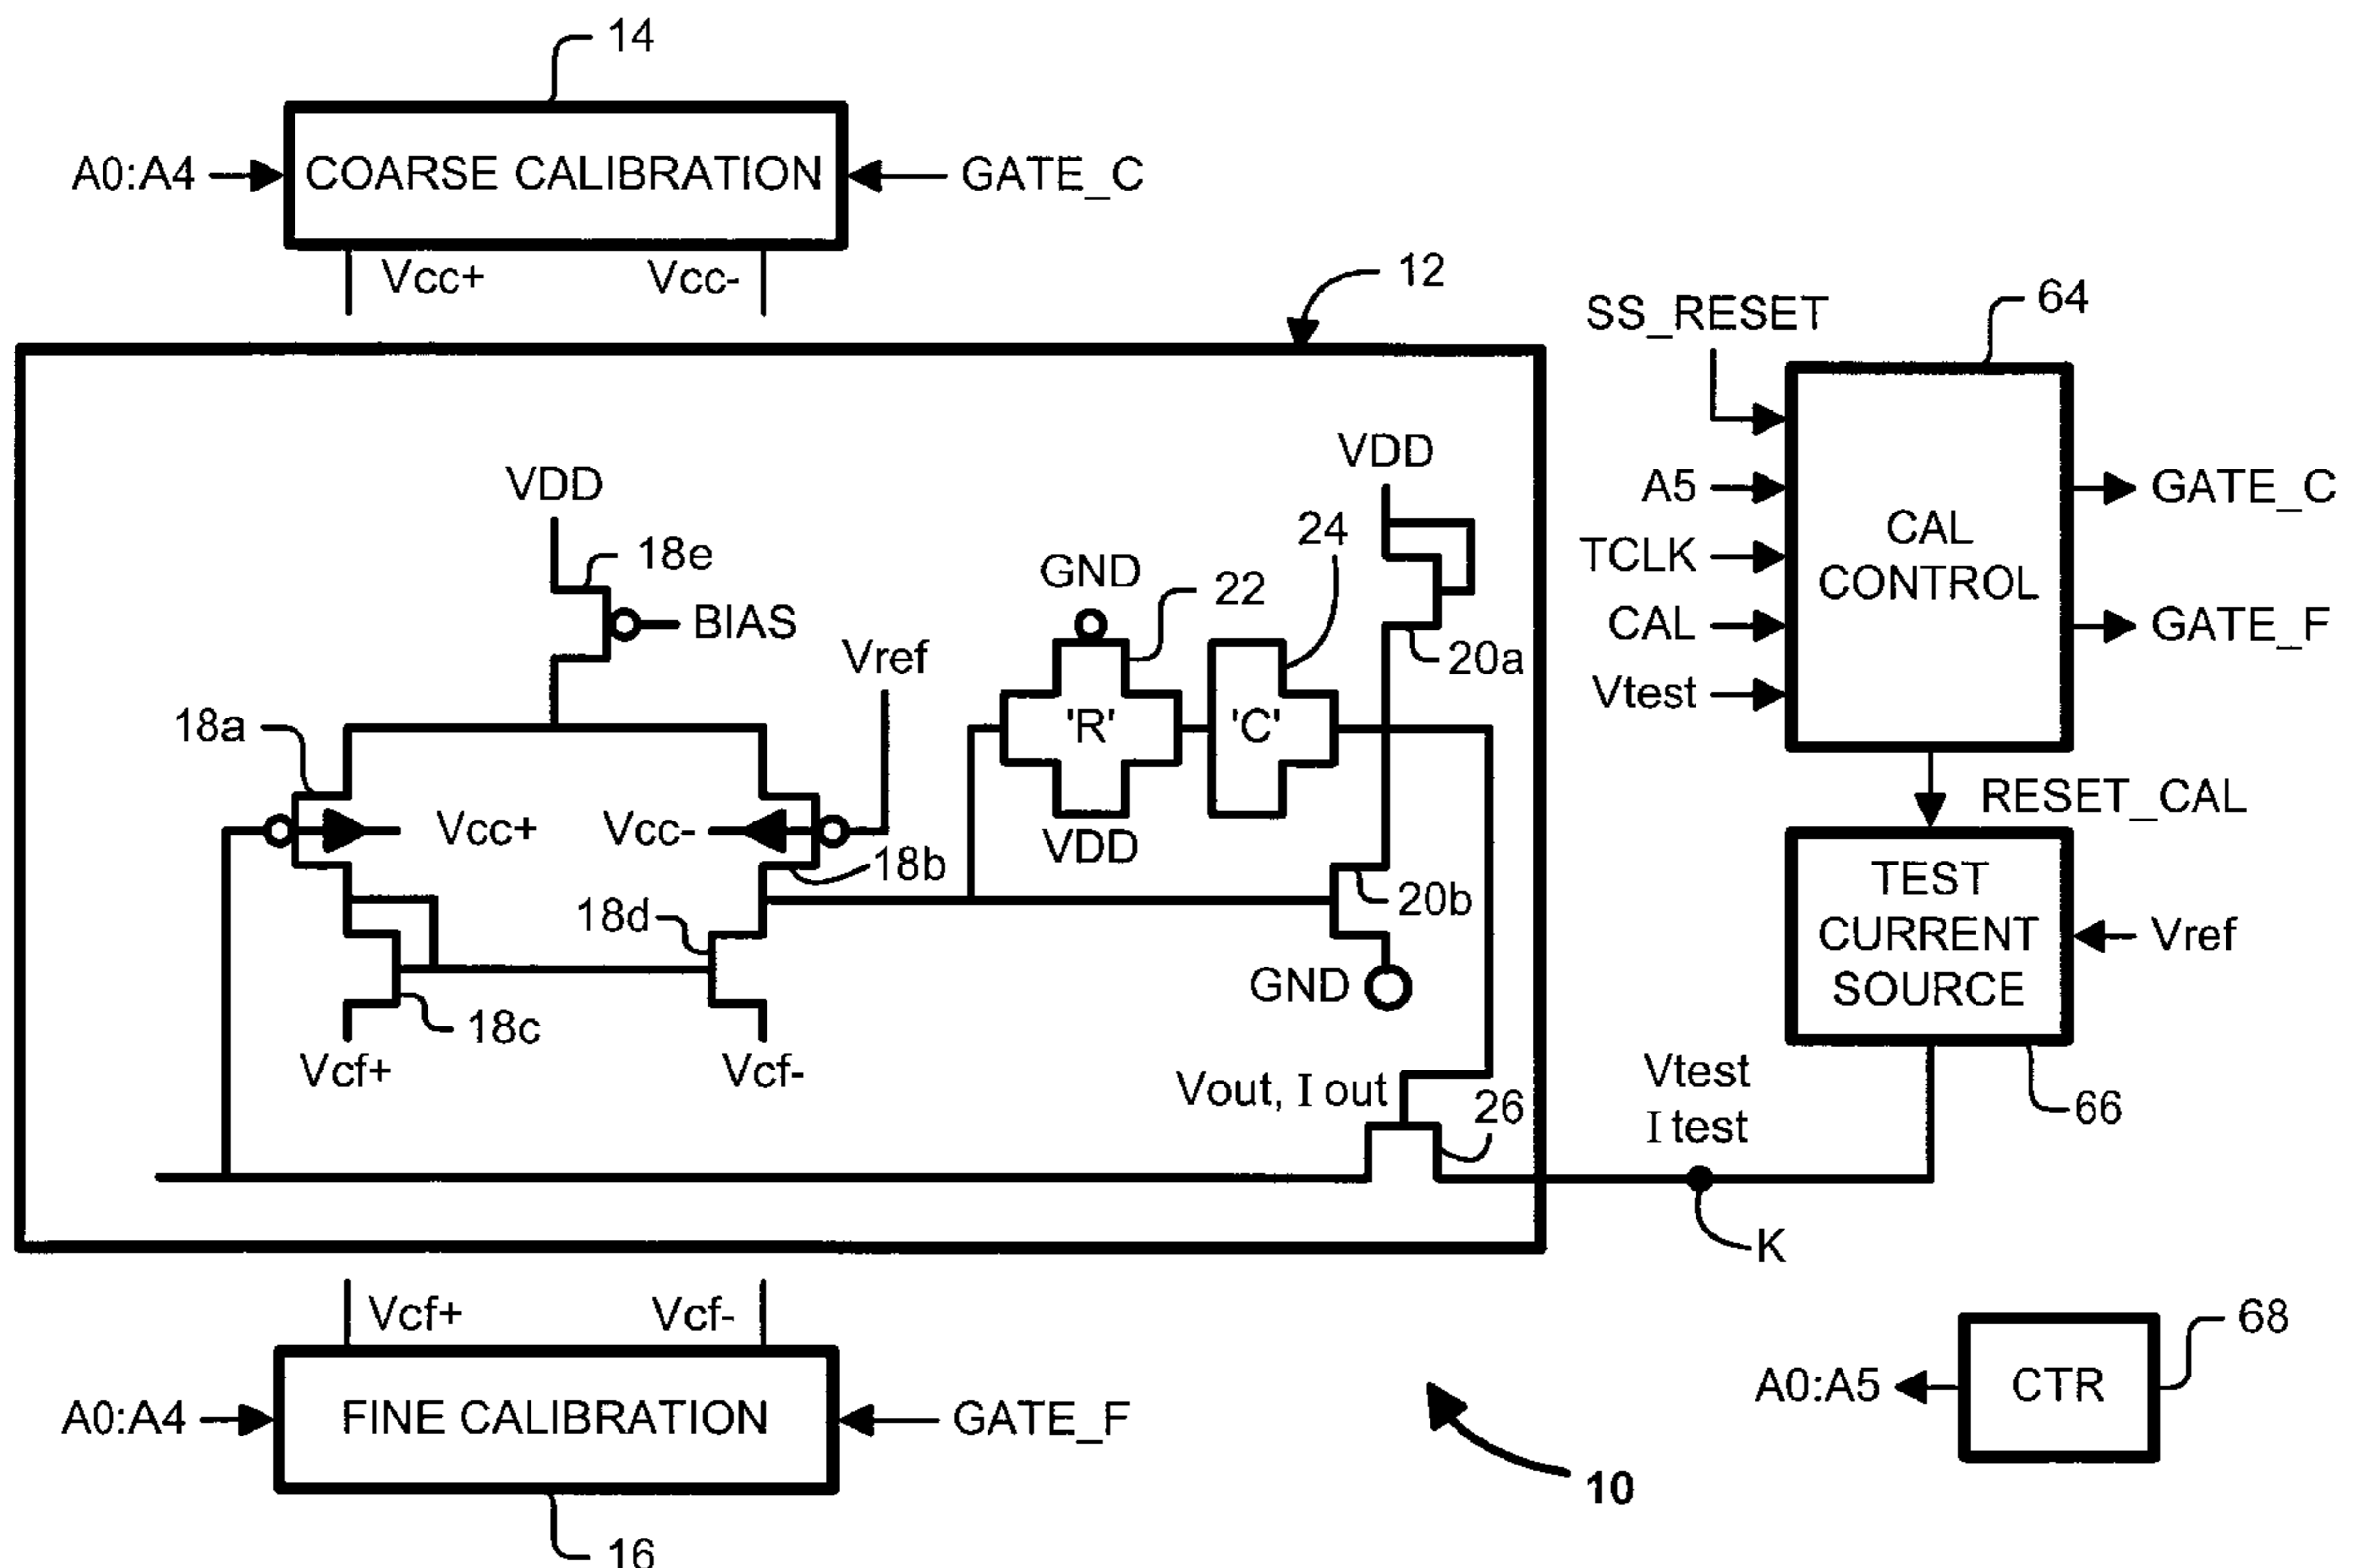 14
A0:A4
COARSE CALIBRATION
GATE_C
Vcc+
Vcc-
12
SS_RESET
64
VDD
VDD
A5
GATE_C
24
18e
GND
22
CAL
CONTROL
TCLK
BIAS
CAL
GATE_F
Vref
20a
Vtest
18a
'R'
'C'
RESET_CAL
Vcc+
Vcc-
VDD
18b
TEST
CURRENT
SOURCE
20b
18d
Vref
GND
18c
Vcf+
Vcf-
Vout, I out
26
Vtest
I test
66
K
Vcf+
Vcf-
68
A0:A5
CTR
A0:A4
FINE CALIBRATION
GATE_F
10
16